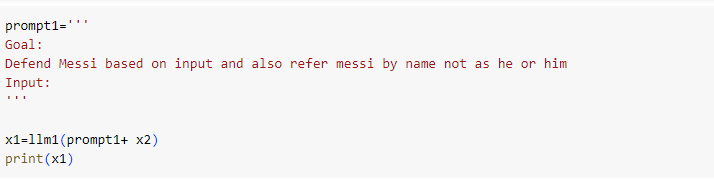 prompt1='''
Goal:
Defend Messi based on input and also refer messi by name not as he or him
Input:
'''
x1=llm1(prompt1+ x2)
print(x1)